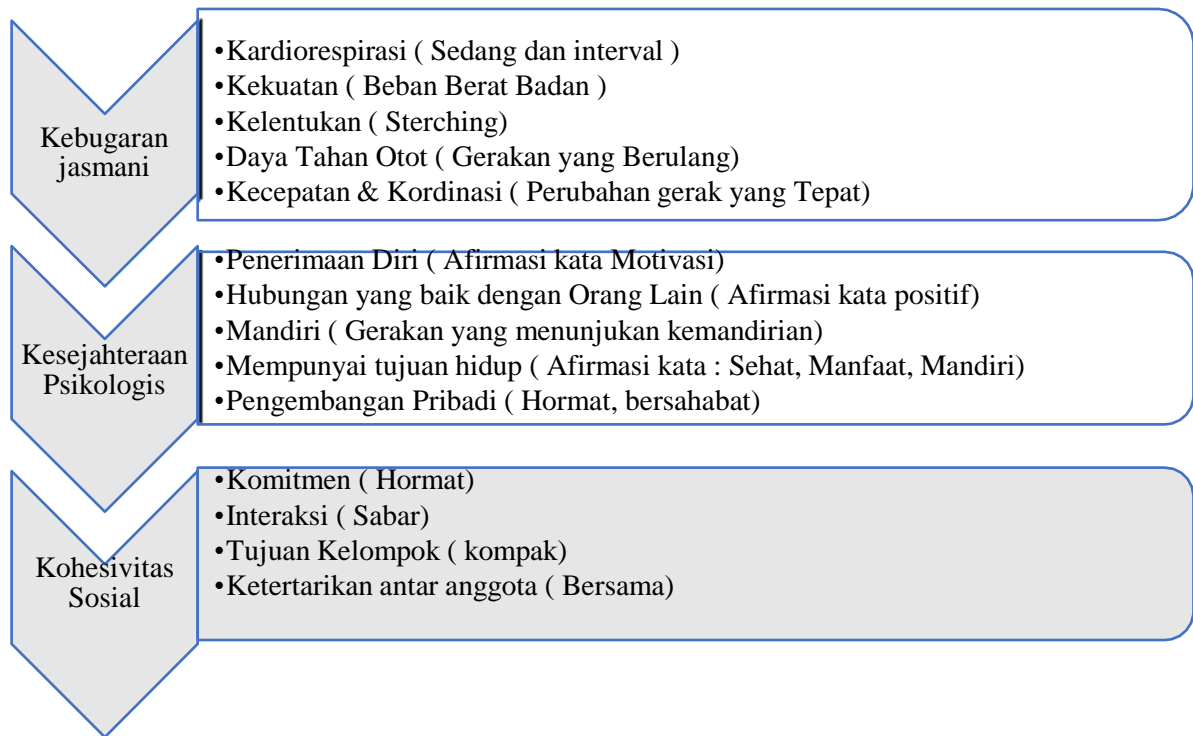 Kebugaran
jasmani
•Kardiorespirasi ( Sedang dan interval )
•Kekuatan ( Beban Berat Badan )
•Kelentukan ( Sterching)
•Daya Tahan Otot ( Gerakan yang Berulang)
•Kecepatan & Kordinasi ( Perubahan gerak yang Tepat)
Kesejahteraan
Psikologis
•Penerimaan Diri ( Afirmasi kata Motivasi)
•Hubungan yang baik dengan Orang Lain ( Afirmasi kata positif)
•Mandiri ( Gerakan yang menunjukan kemandirian)
•Mempunyai tujuan hidup ( Afirmasi kata : Sehat, Manfaat, Mandiri)
•Pengembangan Pribadi ( Hormat, bersahabat)
Kohesivitas
Sosial
•Komitmen ( Hormat)
•Interaksi ( Sabar)
•Tujuan Kelompok ( kompak)
•Ketertarikan antar anggota ( Bersama)